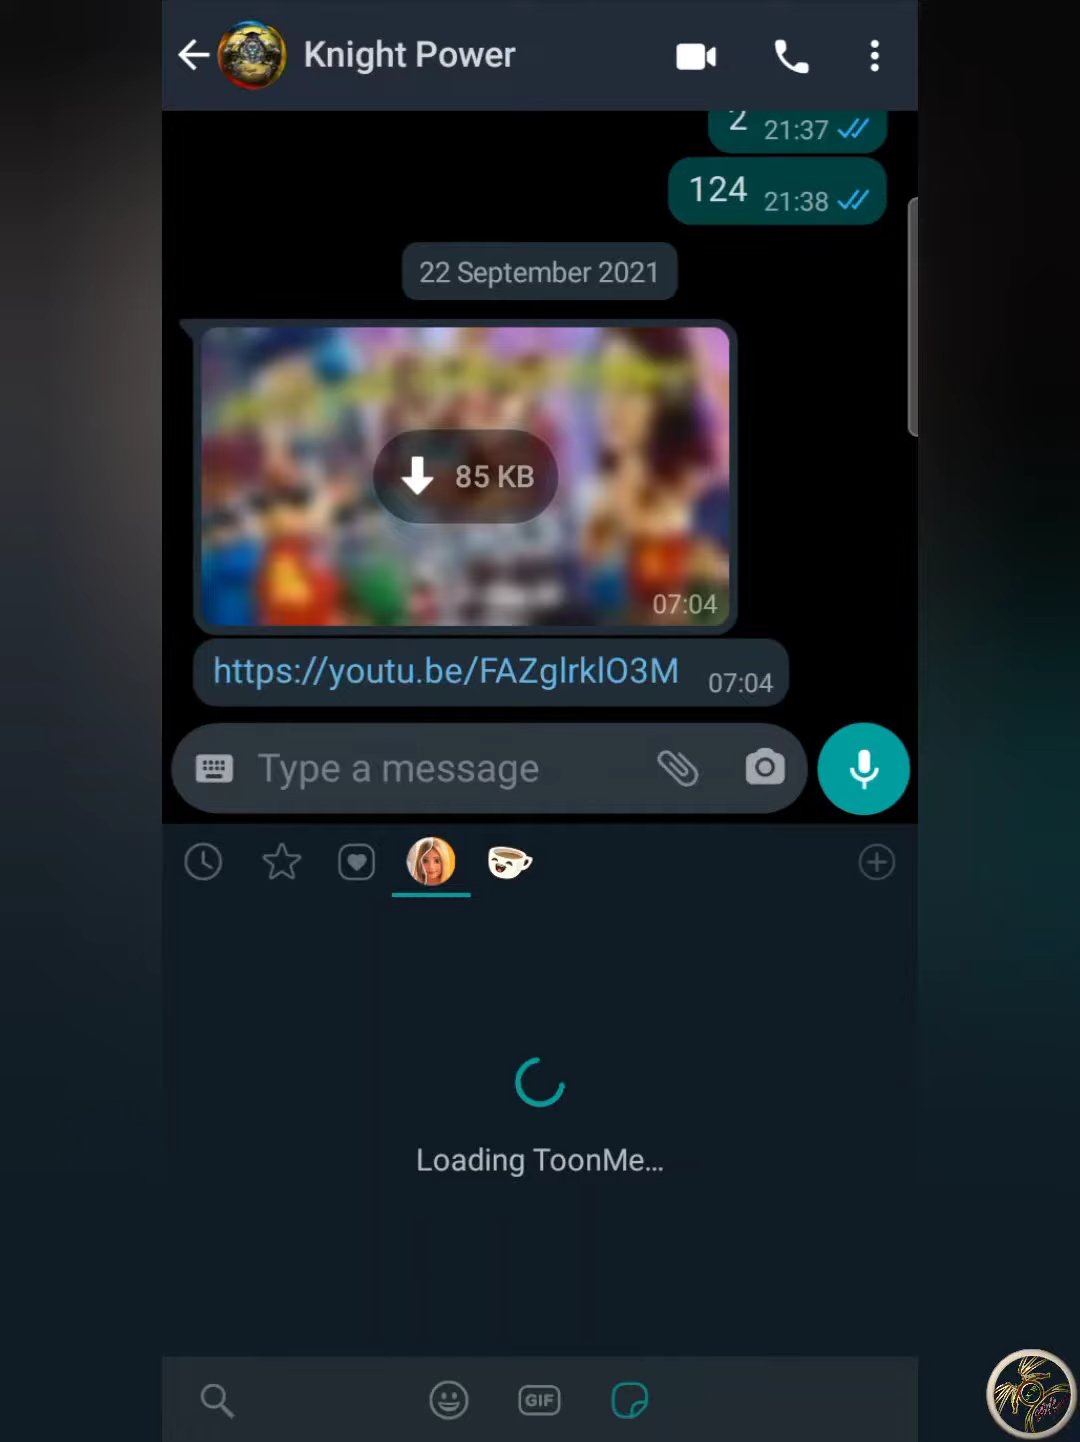 Knight Power
2 21:37
124 21:38
22 September 2021
85 KB
07:04
https://youtu.be/FAZglrklO3M 07:04
Type a message
Loading ToonMe...
GIF